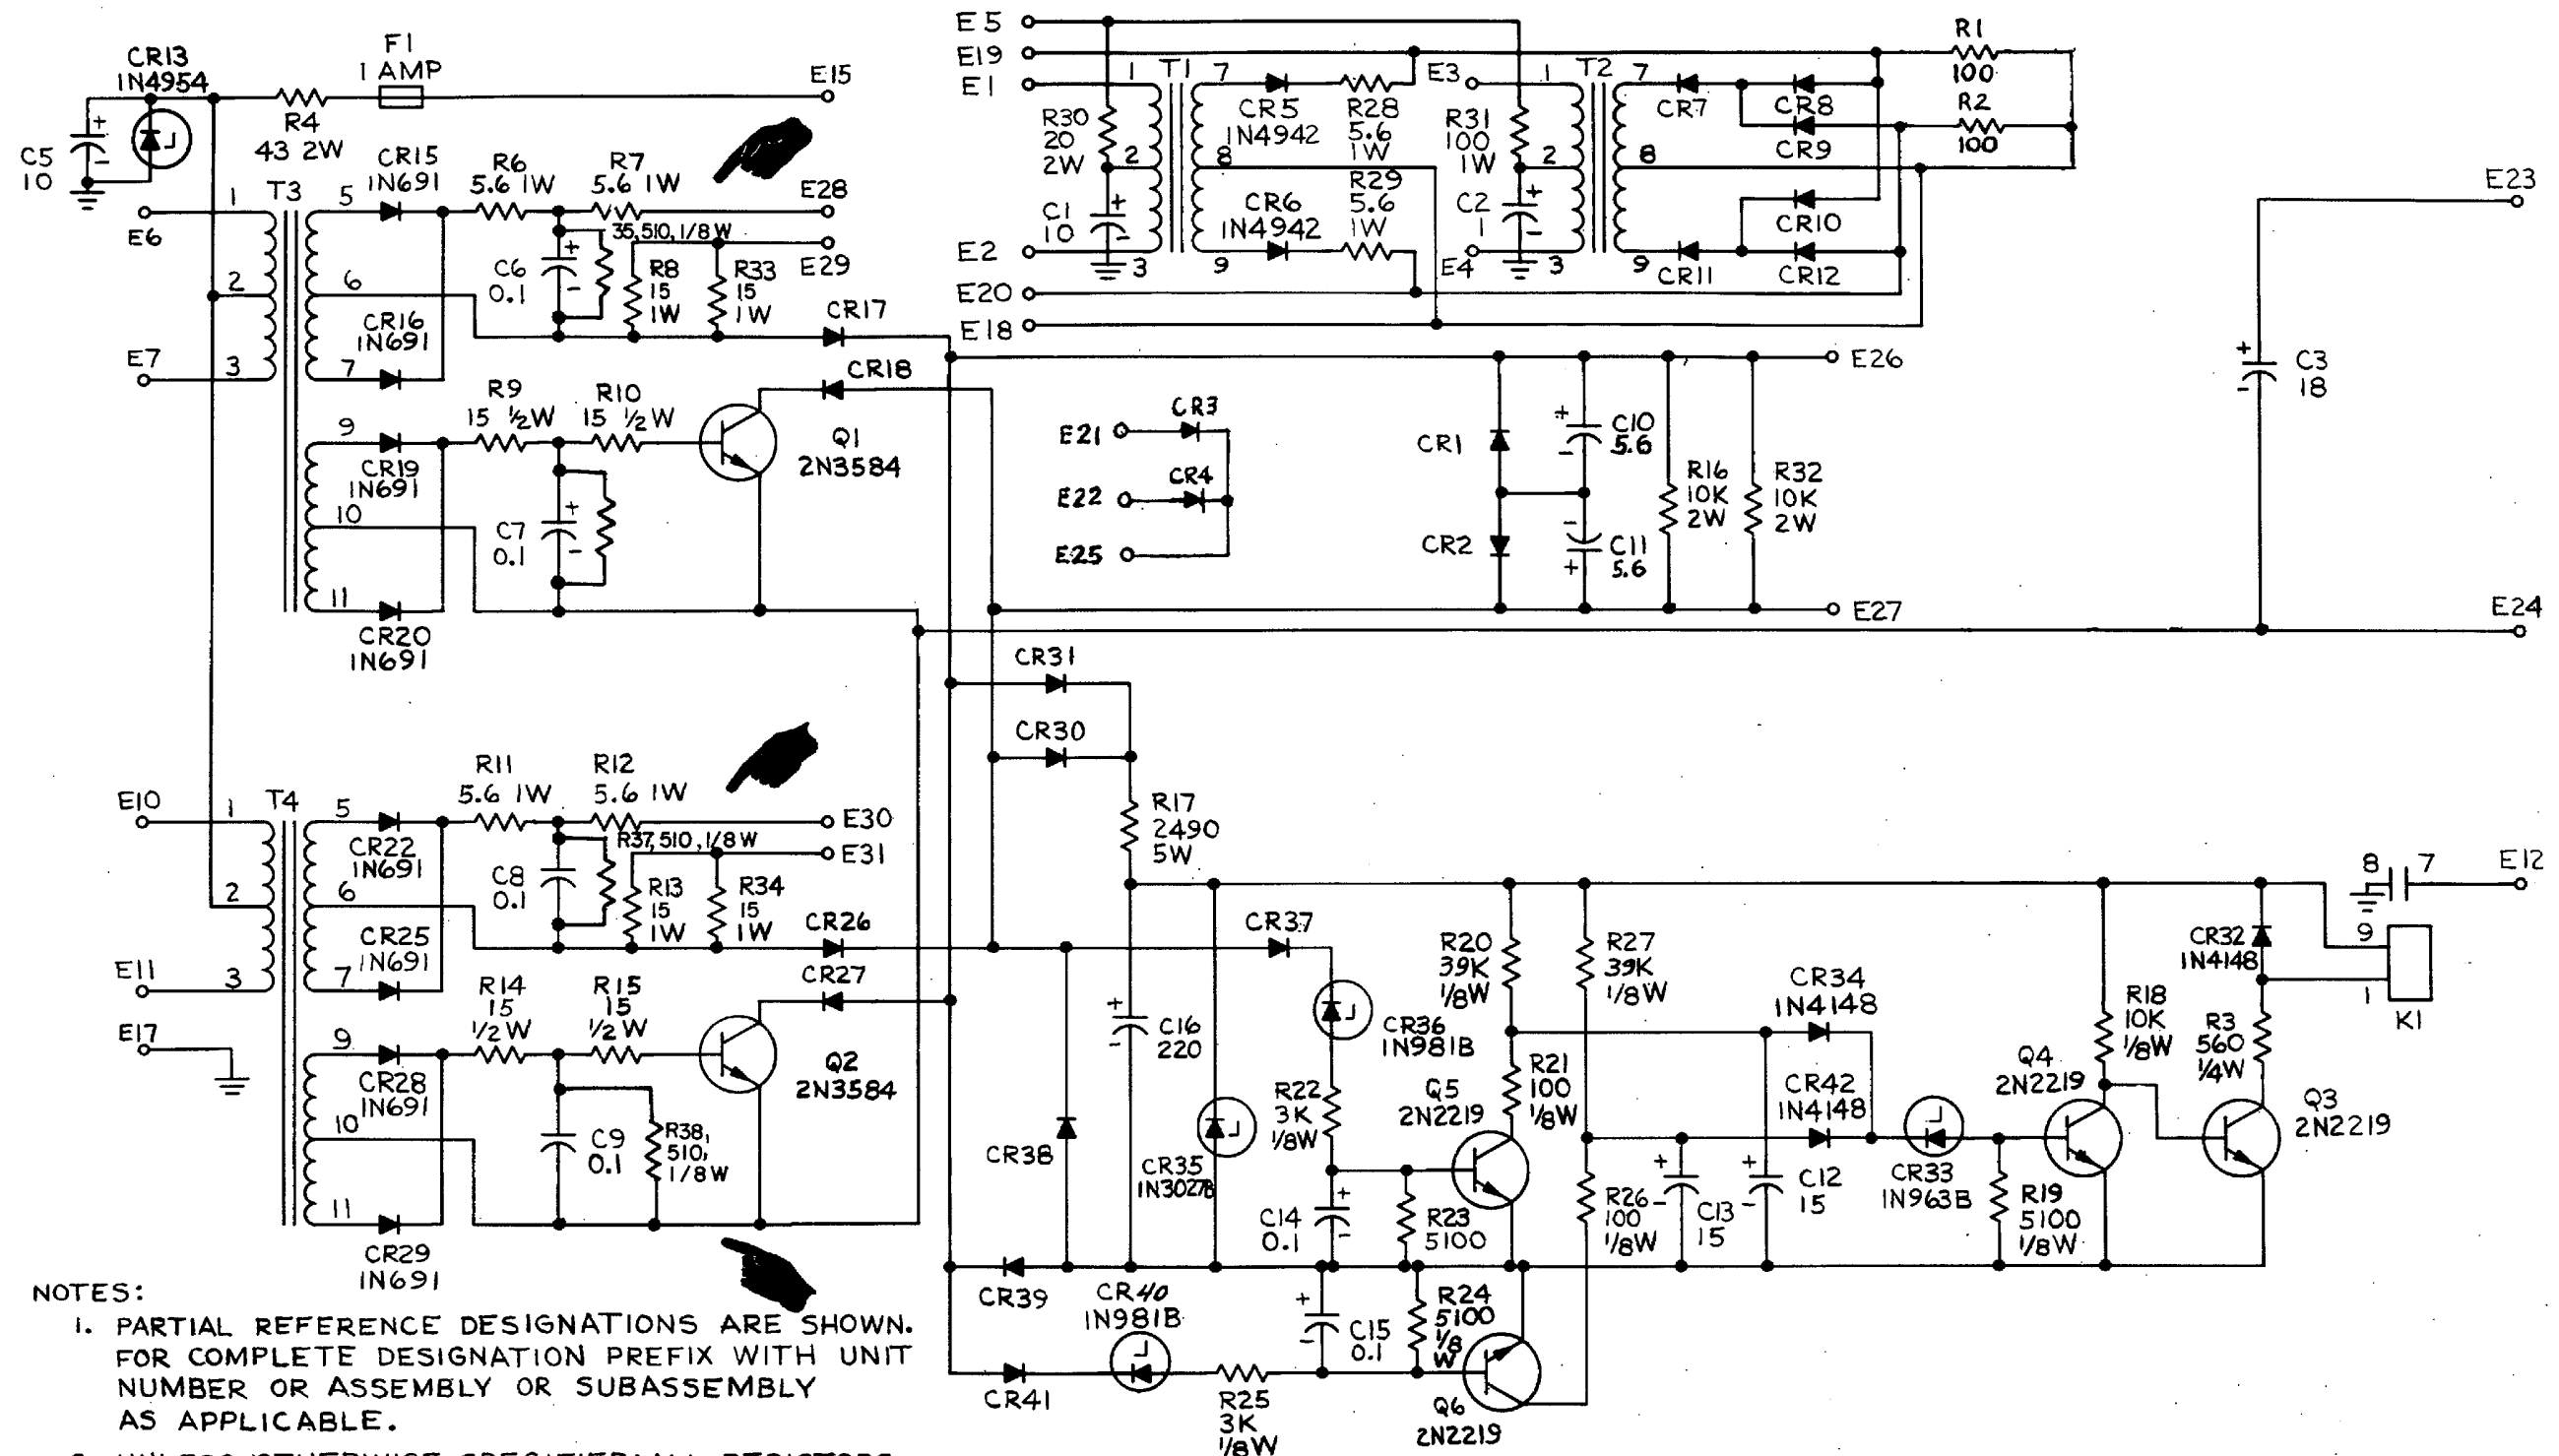 CR13
1N4954
F1
1 AMP
E15
R4
43 2W
C5
10
+
-
T3
1
2
3
E6
E7
5
6
7
CR15
1N691
R6
5.6 1W
R7
5.6 1W
E28
35,510,1/8W
E29
C6
0.1
+
-
R8
15
1W
R33
15
1W
CR17
CR16
1N691
CR18
9
10
11
CR19
1N691
R9
15 1/2W
R10
15 1/2W
Q1
2N3584
C7
0.1
+
-
CR20
1N691
E5
E19
E1
E2
E20
E18
R30
20
2W
C1
10
+
-
T1
1
2
3
7
8
9
CR5
1N4942
R28
5.6
1W
R29
5.6
1W
CR6
1N4942
E3
E4
R31
100
1W
C2
1
+
-
T2
1
2
3
7
8
9
CR7
CR8
CR9
CR10
CR11
CR12
R1
100
R2
100
E23
C3
18
+
-
E24
E26
E27
E21
CR3
E22
CR4
E25
CR1
CR2
+
-
C10
5.6
-
+
C11
5.6
R16
10K
2W
R32
10K
2W
CR31
CR30
R17
2490
5W
E10
E11
E17
T4
1
2
3
5
6
7
CR22
1N691
R11
5.6 1W
R12
5.6 1W
E30
R37,510,1/8W
E31
C8
0.1
R13
15
1W
R34
15
1W
CR26
CR25
1N691
CR27
9
10
11
CR28
1N691
R14
15
1/2W
R15
15
1/2W
Q2
2N3584
C9
0.1
R38,
510,
1/8W
CR29
1N691
CR37
CR36
1N981B
C16
220
+
-
CR38
CR35
1N3027B
R22
3K
1/8W
C14
0.1
+
-
R23
5100
R20
39K
1/8W
R21
100
1/8W
Q5
2N2219
R27
39K
1/8W
R26
100
1/8W
+
-
C13
15
+
-
C12
15
CR34
1N4148
CR42
1N4148
CR33
1N963B
R19
5100
1/8W
Q4
2N2219
R18
10K
1/8W
R3
560
1/4W
Q3
2N2219
CR32
1N4148
8
7
E12
9
1
K1
CR39
CR40
1N981B
CR41
R25
3K
1/8W
+
-
C15
0.1
R24
5100
1/8
W
Q6
2N2219
NOTES:
1. PARTIAL REFERENCE DESIGNATIONS ARE SHOWN.
FOR COMPLETE DESIGNATION PREFIX WITH UNIT
NUMBER OR ASSEMBLY OR SUBASSEMBLY
AS APPLICABLE.